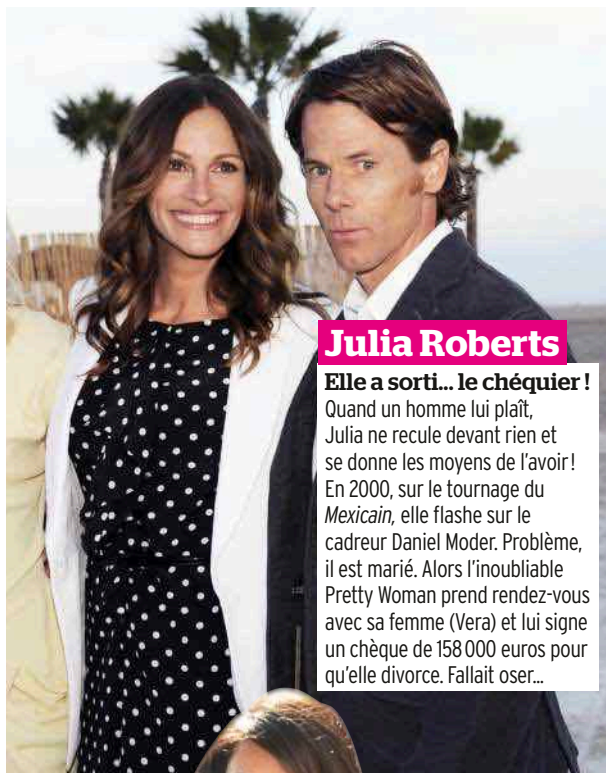 Julia Roberts
Elle a sorti... le chéquier !
Quand un homme lui plaît,
Julia ne recule devant rien et
se donne les moyens de l'avoir !
En 2000, sur le tournage du
Mexicain, elle flashe sur le
cadreur Daniel Moder. Problème,
il est marié. Alors l'inoubliable
Pretty Woman prend rendez-vous
avec sa femme (Vera) et lui signe
un chèque de 158 000 euros pour
qu'elle divorce. Fallait oser...